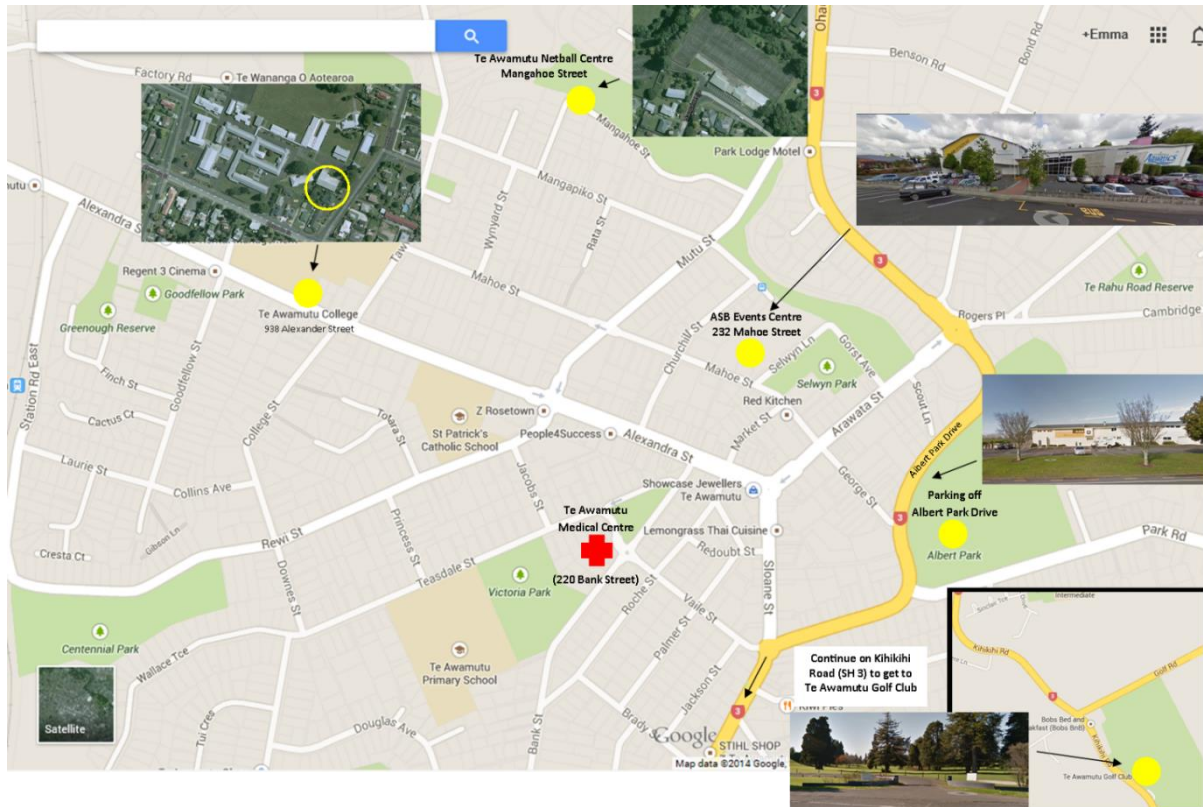 Te Awamutu Netball Centre
Mangahoe Street
+Emma
Factory Rd
Te Wananga O Aotearoa
Benson Rd
Bond Rd
Mangahoe St
Park Lodge Motel
3
Mangapiko St
Alexandra St
Wynyard St
Rata St
Mutu St
3
Regent 3 Cinema
Goodfellow Park
Greenough Reserve
Mahoe St
Te Rahu Road Reserve
Te Awamutu College
938 Alexander Street
ASB Events Centre
232 Mahoe Street
Rogers Pl
Cambridge
Churchill St
Selwyn Ln
Gorst Ave
Mahoe St
Selwyn Park
Scout Ln
Station Rd East
Finch St
Goodfellow St
College St
Cactus Ct
Totara St
Z Rosetown
Red Kitchen
Market St
Arawata St
St Patrick's
Catholic School
People4Success
Alexandra St
Laurie St
Collins Ave
Jacobs St
Showcase Jewellers
Te Awamutu
George St
Albert Park Drive
Parking off
Albert Park Drive
3
Princess St
Gibson Ln
Te Awamutu
Medical Centre
Lemongrass Thai Cuisine
Redoubt St
Albert Park
Park Rd
Cresta Ct
Rewi St
Downes St
Teasdale St
(220 Bank Street)
Victoria Park
Roche St
Vaile St
Sloane St
Palmer St
Centennial Park
Wallace Tce
Te Awamutu
Primary School
Continue on Kihikihi
Road (SH 3) to get to
Te Awamutu Golf Club
Intermediate
Sinclair Tce
Kihikihi Rd
Golf Rd
3
Jackson St
3
Satellite
Tui Cres
Douglas Ave
Bank St
Brady St
Google
STIHL SHOP
Map data ©2014 Google,
Bobs Bed and
Kihikihi
Te Awamutu Golf Club